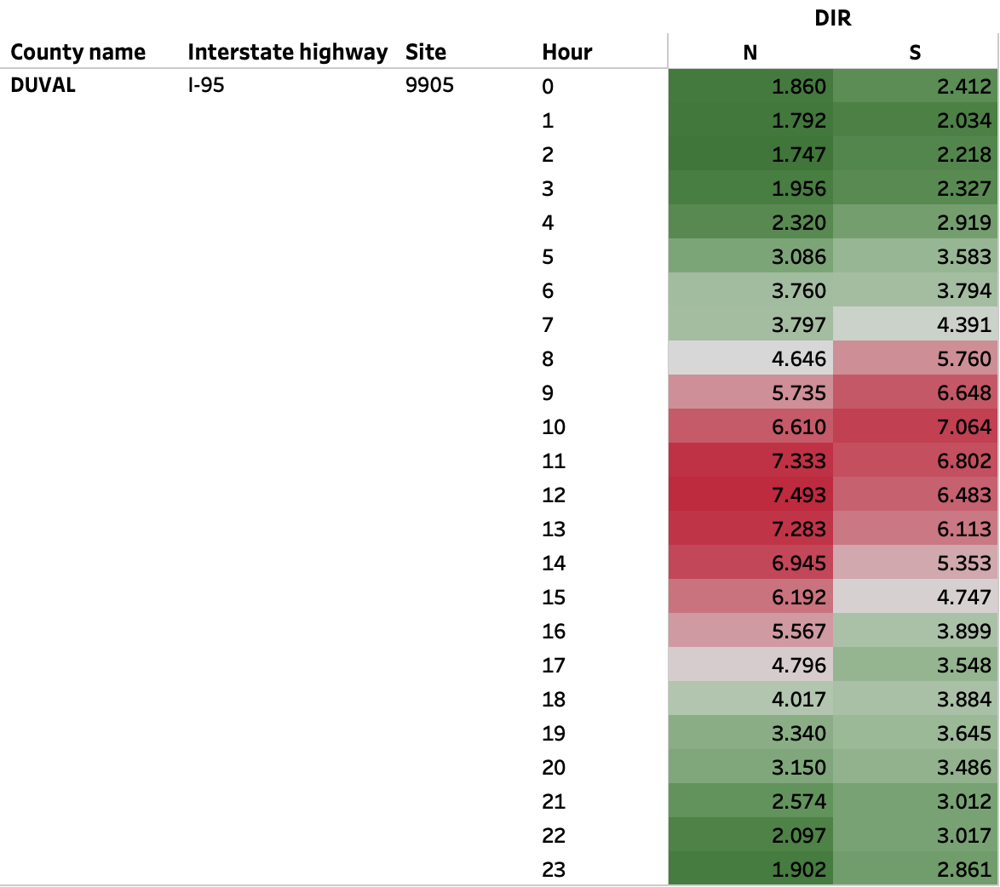 DIR
County name Interstate highway Site Hour N S
DUVAL I-95 9905 0 1.860 2.412
1 1.792 2.034
2 1.747 2.218
3 1.956 2.327
4 2.320 2.919
5 3.086 3.583
6 3.760 3.794
7 3.797 4.391
8 4.646 5.760
9 5.735 6.648
10 6.610 7.064
11 7.333 6.802
12 7.493 6.483
13 7.283 6.113
14 6.945 5.353
15 6.192 4.747
16 5.567 3.899
17 4.796 3.548
18 4.017 3.884
19 3.340 3.645
20 3.150 3.486
21 2.574 3.012
22 2.097 3.017
23 1.902 2.861